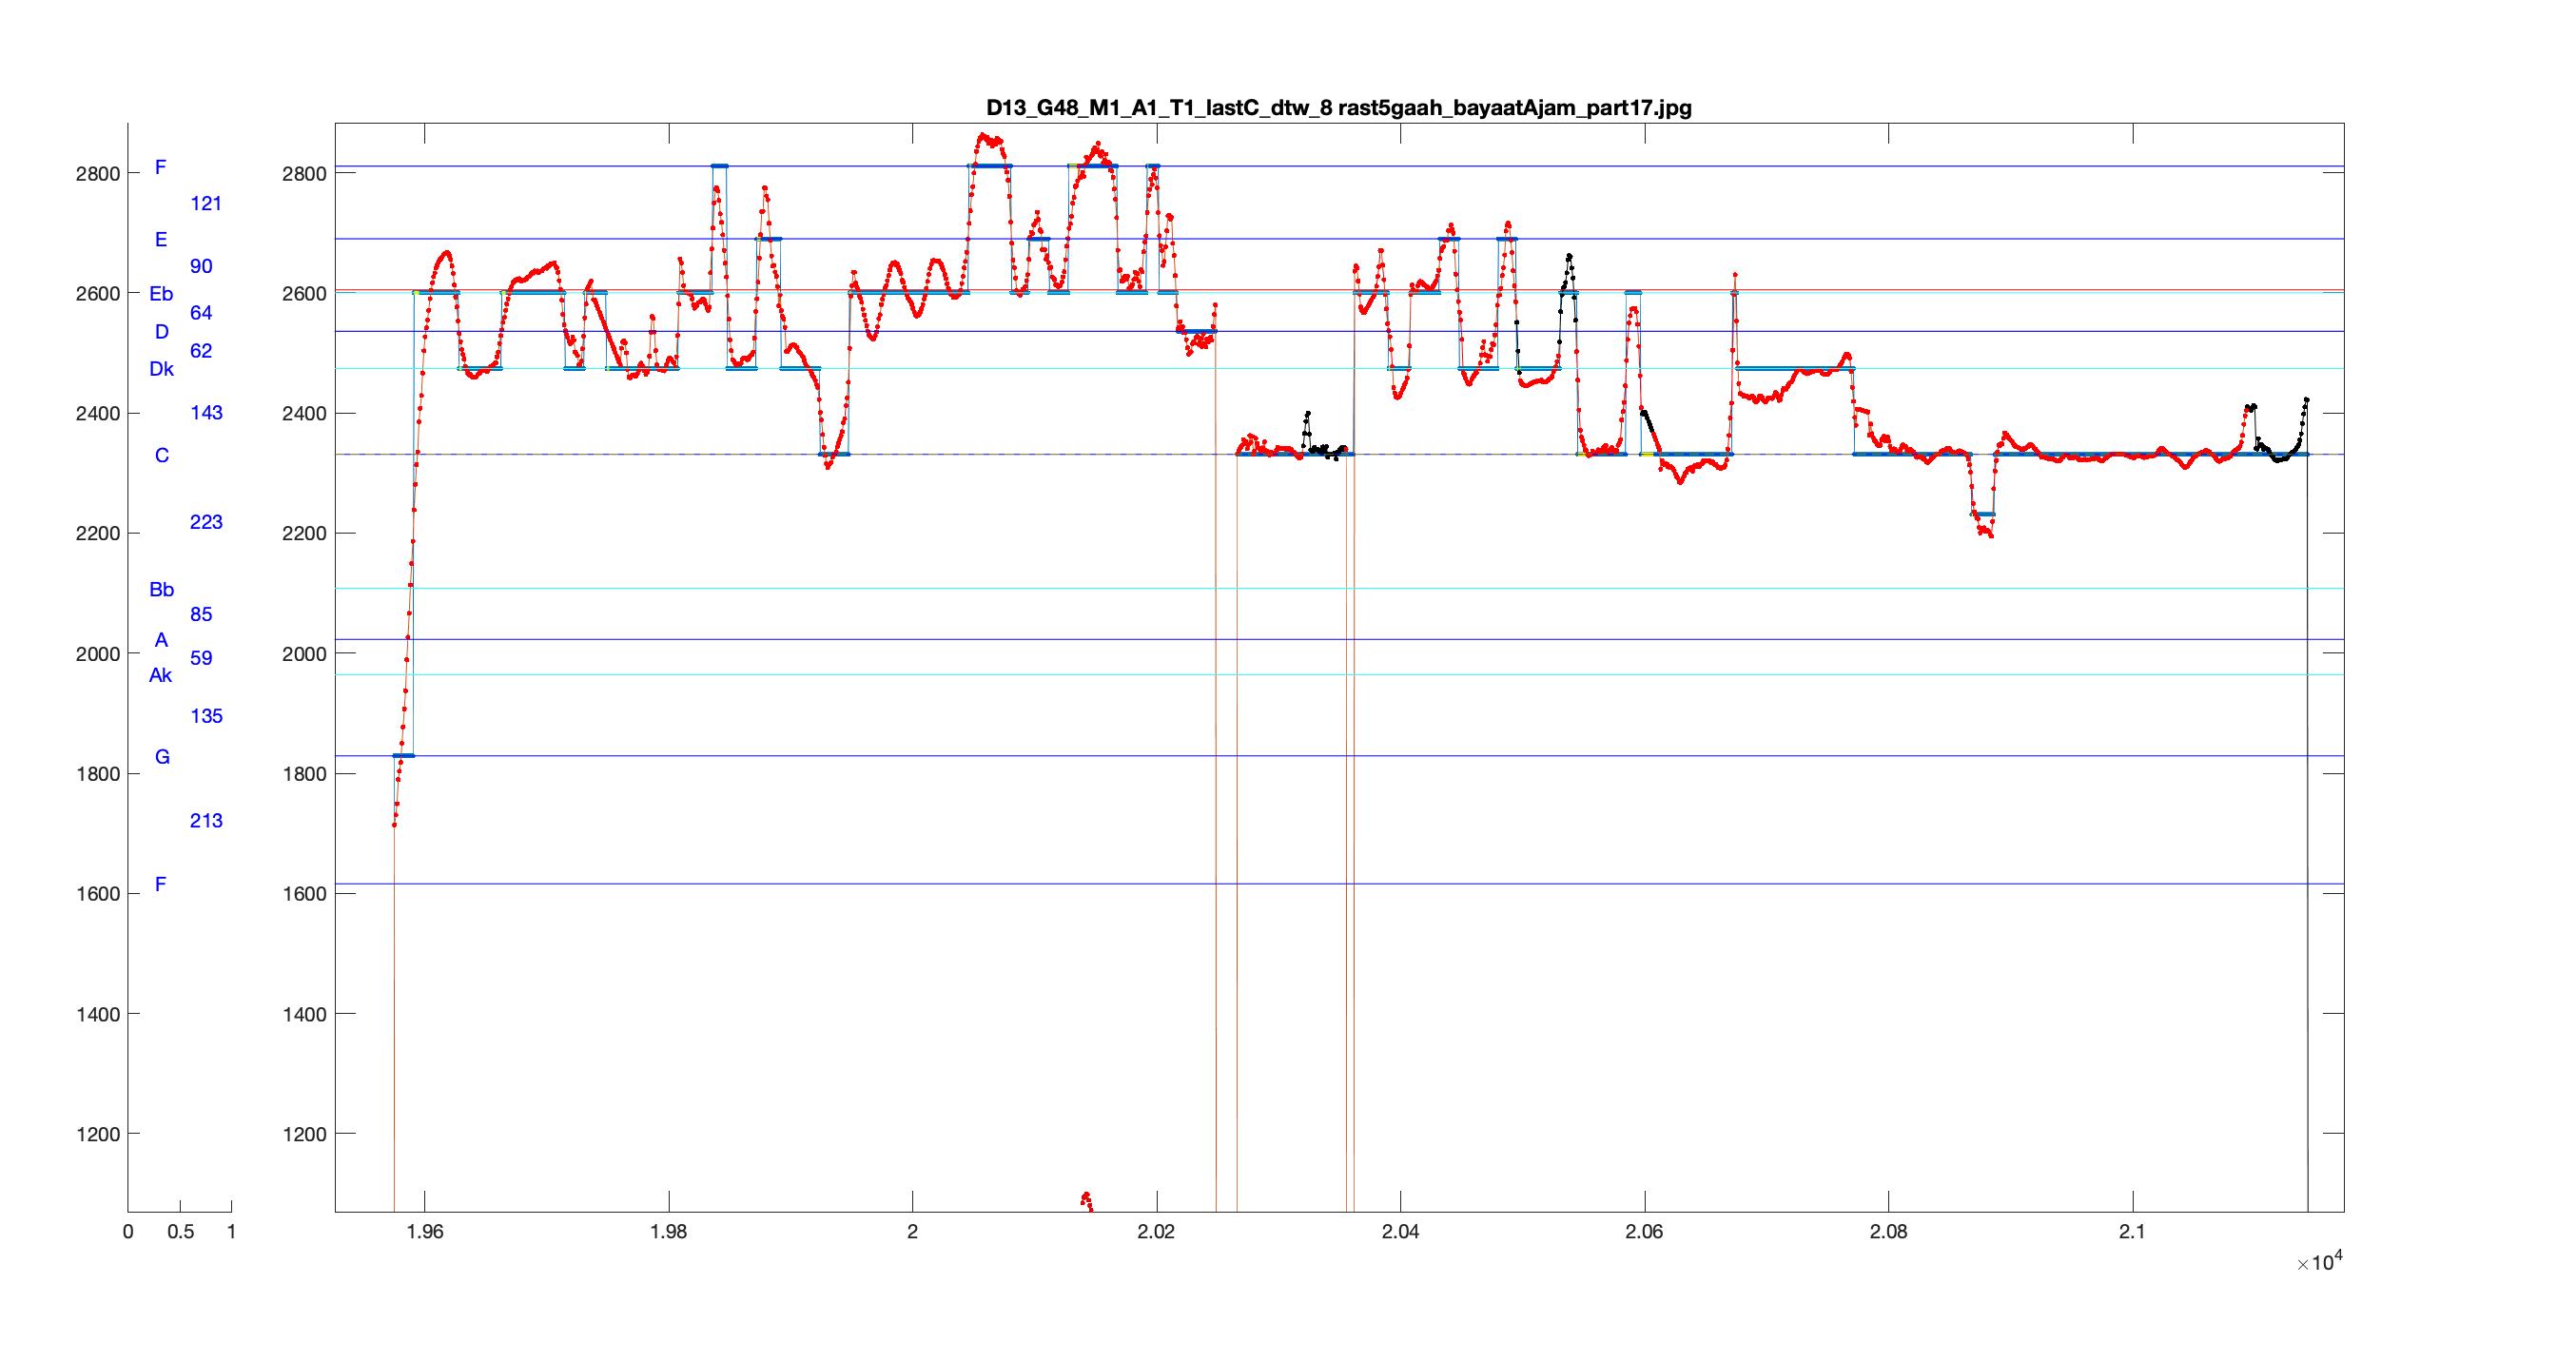 D13_G48_M1_A1_T1_lastC_dtw_8 rast5gaah_bayaatAjam_part17.jpg
2800
2600
2400
2200
2000
1800
1600
1400
1200
0 0.5 1
F
121
E
90
Eb
64
D
62
Dk
143
C
223
Bb
85
A
59
Ak
135
G
213
F
2800
2600
2400
2200
2000
1800
1600
1400
1200
1.96 1.98 2 2.02 2.04 2.06 2.08 2.1
×10⁴